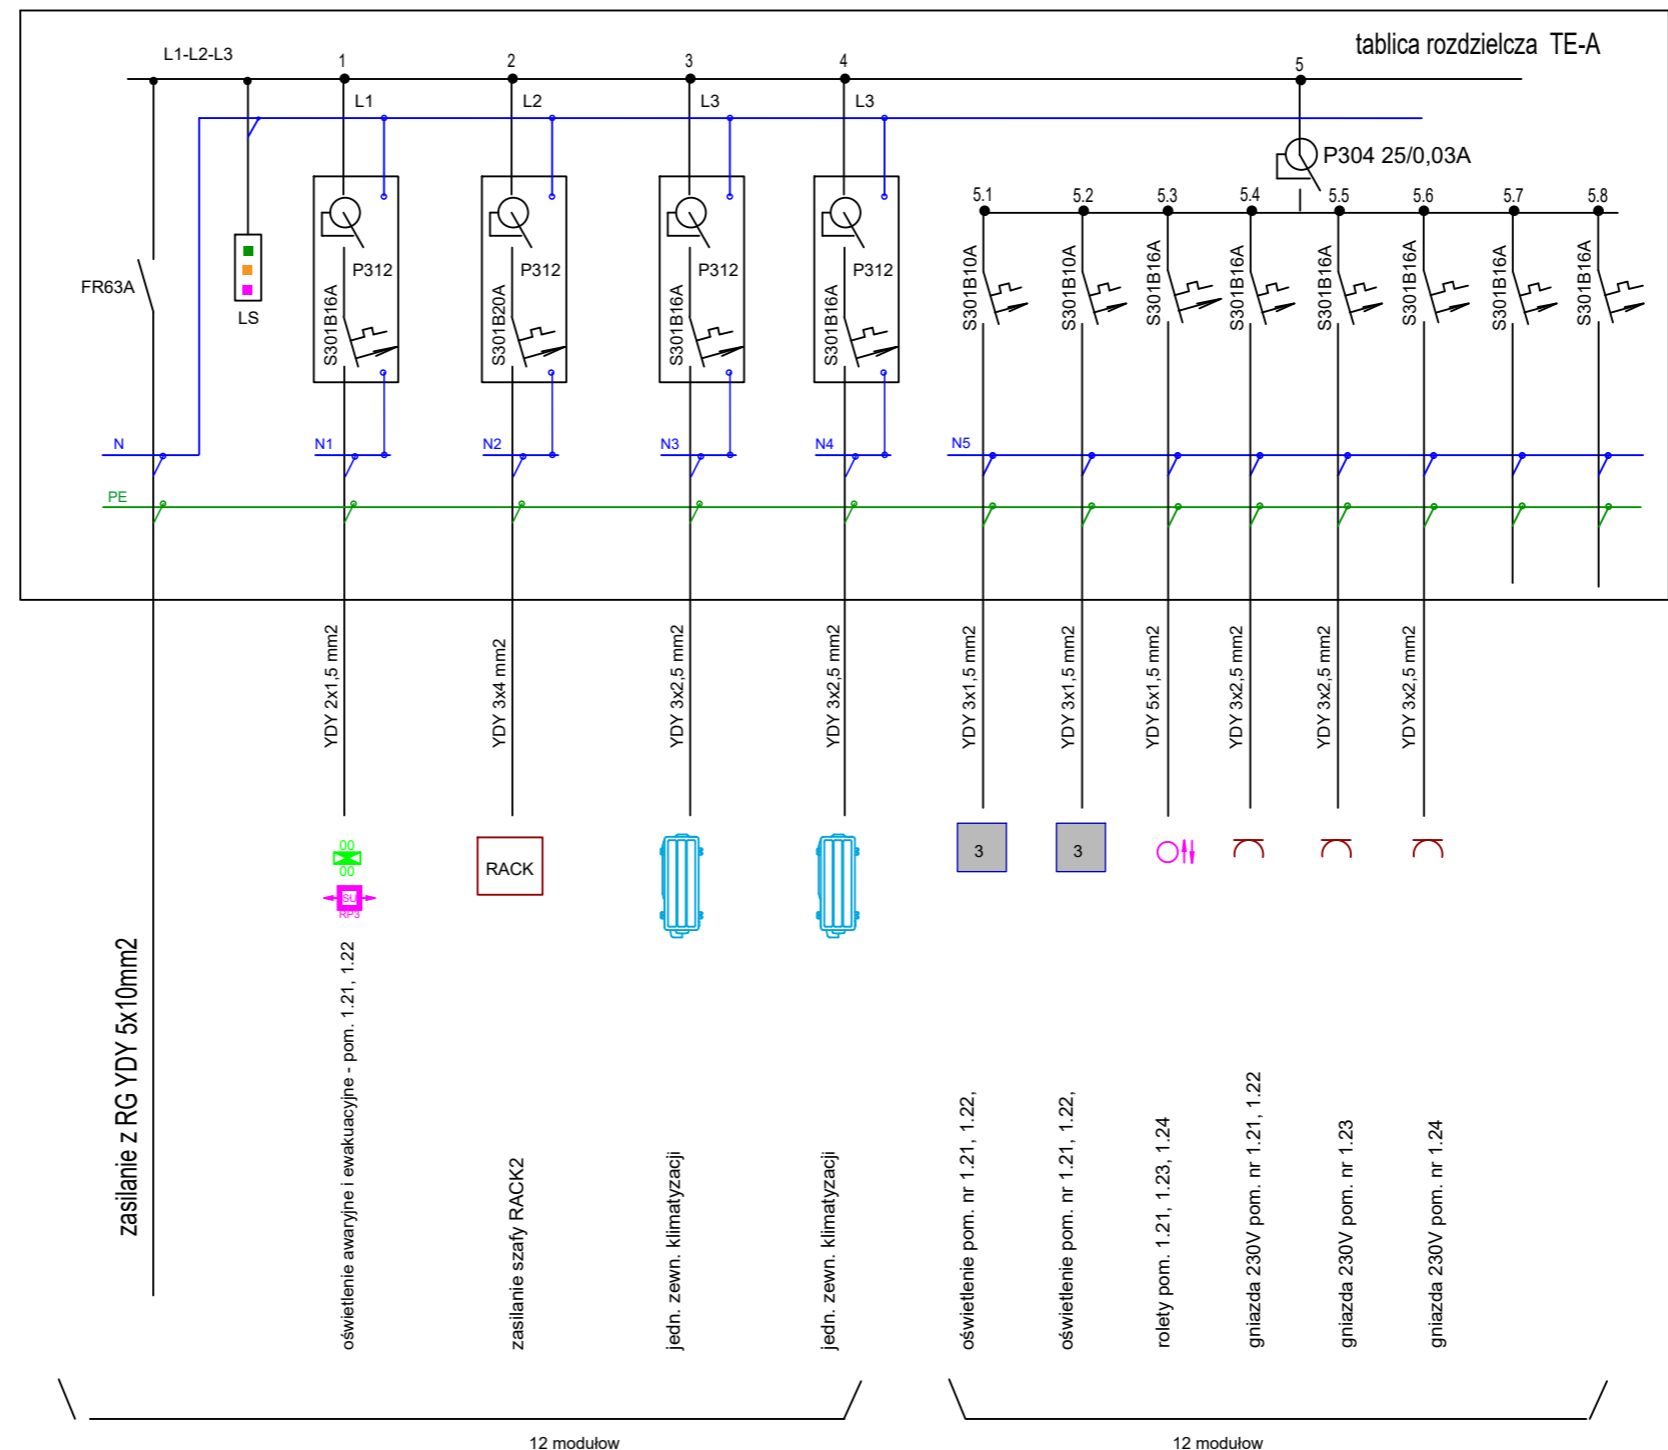 tablica rozdzielcza TE-A
L1-L2-L3
1
2
3
4
5
L1
L2
L3
L3
P304 25/0,03A
5.1
5.2
5.3
5.4
5.5
5.6
5.7
5.8
FR63A
LS
P312
P312
P312
P312
S301B16A
S301B20A
S301B16A
S301B16A
S301B10A
S301B10A
S301B16A
S301B16A
S301B16A
S301B16A
S301B16A
S301B16A
N
N1
N2
N3
N4
N5
PE
YDY 2x1,5 mm2
YDY 3x4 mm2
YDY 3x2,5 mm2
YDY 3x2,5 mm2
YDY 3x1,5 mm2
YDY 3x1,5 mm2
YDY 5x1,5 mm2
YDY 3x2,5 mm2
YDY 3x2,5 mm2
YDY 3x2,5 mm2
00
00
SU
RP3
RACK
3
3
zasilanie z RG YDY 5x10mm2
oświetlenie awaryjne i ewakuacyjne - pom. 1.21, 1.22
zasilanie szafy RACK2
jedn. zewn. klimatyzacji
jedn. zewn. klimatyzacji
oświetlenie pom. nr 1.21, 1.22,
oświetlenie pom. nr 1.21, 1.22,
rolety pom. 1.21, 1.23, 1.24
gniazda 230V pom. nr 1.21, 1.22
gniazda 230V pom. nr 1.23
gniazda 230V pom. nr 1.24
12 modułow
12 modułow